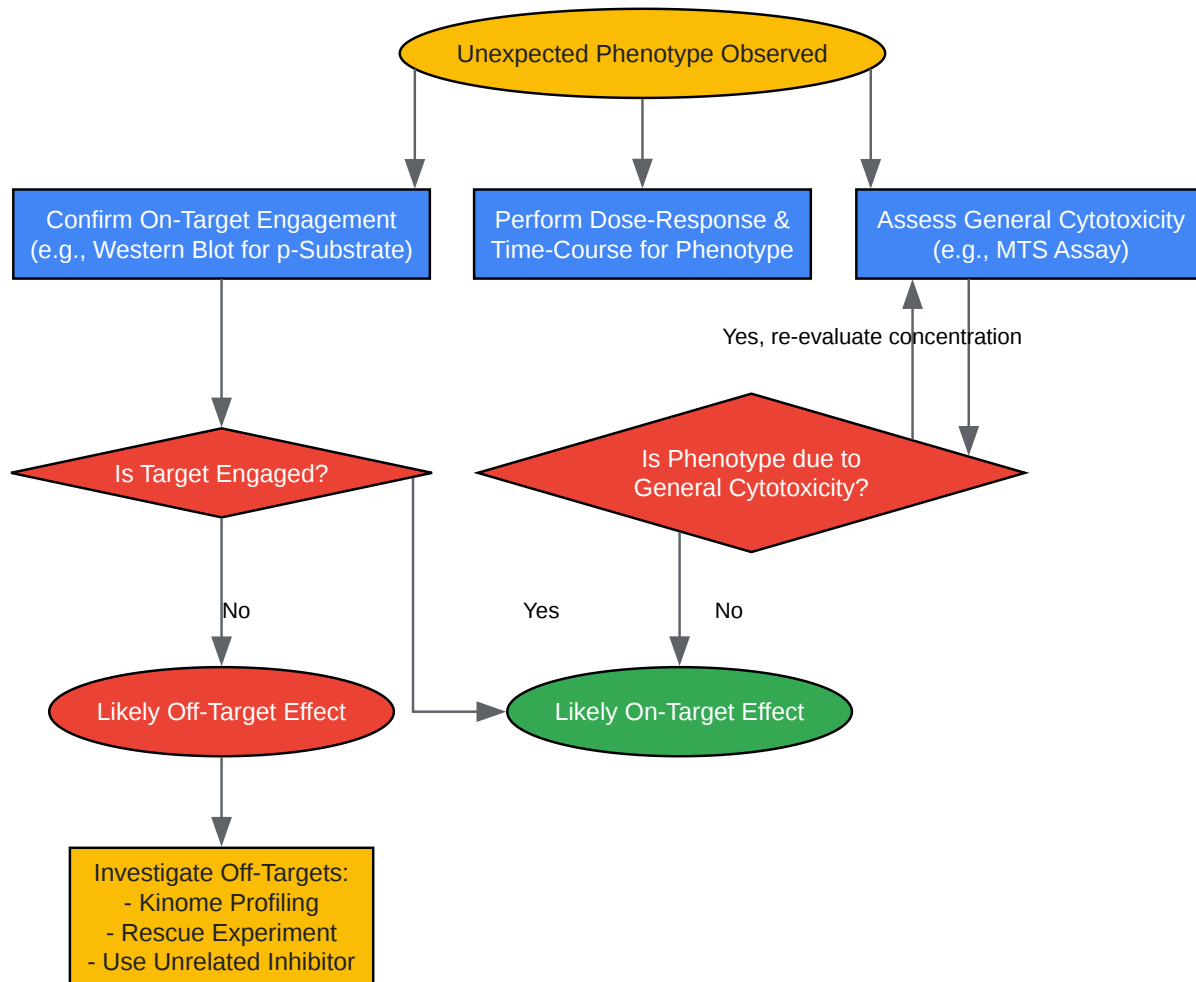 Unexpected Phenotype Observed
Confirm On-Target Engagement
(e.g., Western Blot for p-Substrate)
Perform Dose-Response &
Time-Course for Phenotype
Assess General Cytotoxicity
(e.g., MTS Assay)
Yes, re-evaluate concentration
Is Target Engaged?
Is Phenotype due to
General Cytotoxicity?
No
Yes
No
Likely Off-Target Effect
Likely On-Target Effect
Investigate Off-Targets:
- Kinome Profiling
- Rescue Experiment
- Use Unrelated Inhibitor